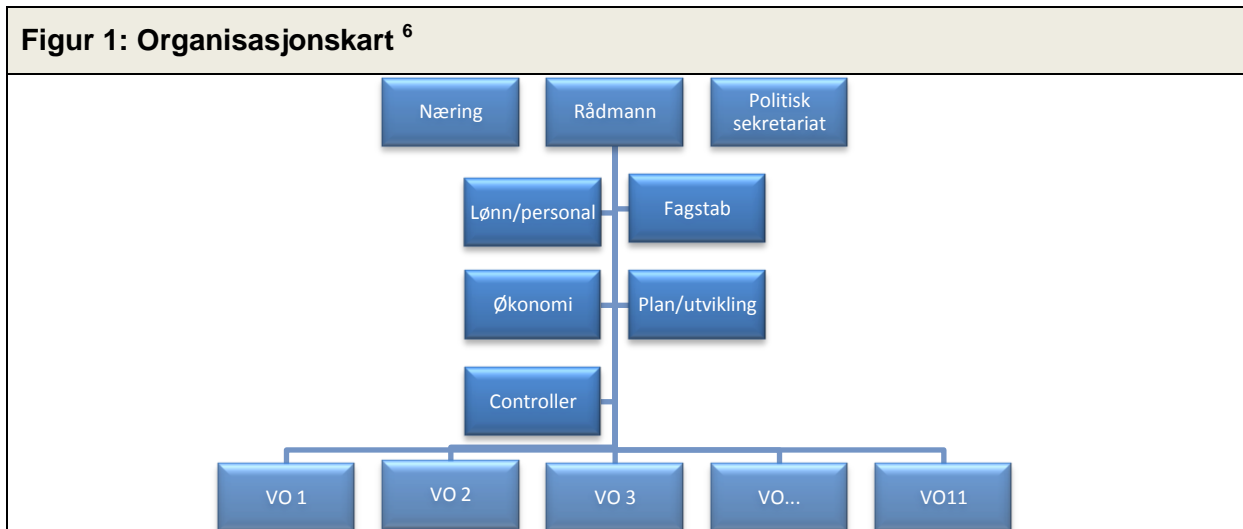 Figur 1: Organisasjonskart 6
Næring
Rådmann
Politisk
sekretariat
Lønn/personal
Fagstab
Økonomi
Plan/utvikling
Controller
VO 1
VO 2
VO 3
VO...
VO11